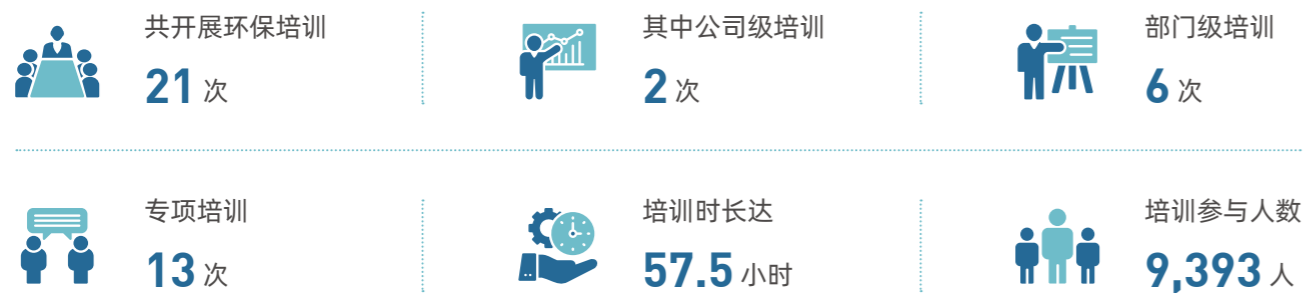 共开展环保培训
21 次
其中公司级培训
2 次
部门级培训
6 次
专项培训
13 次
培训时长达
57.5 小时
培训参与人数
9,393 人